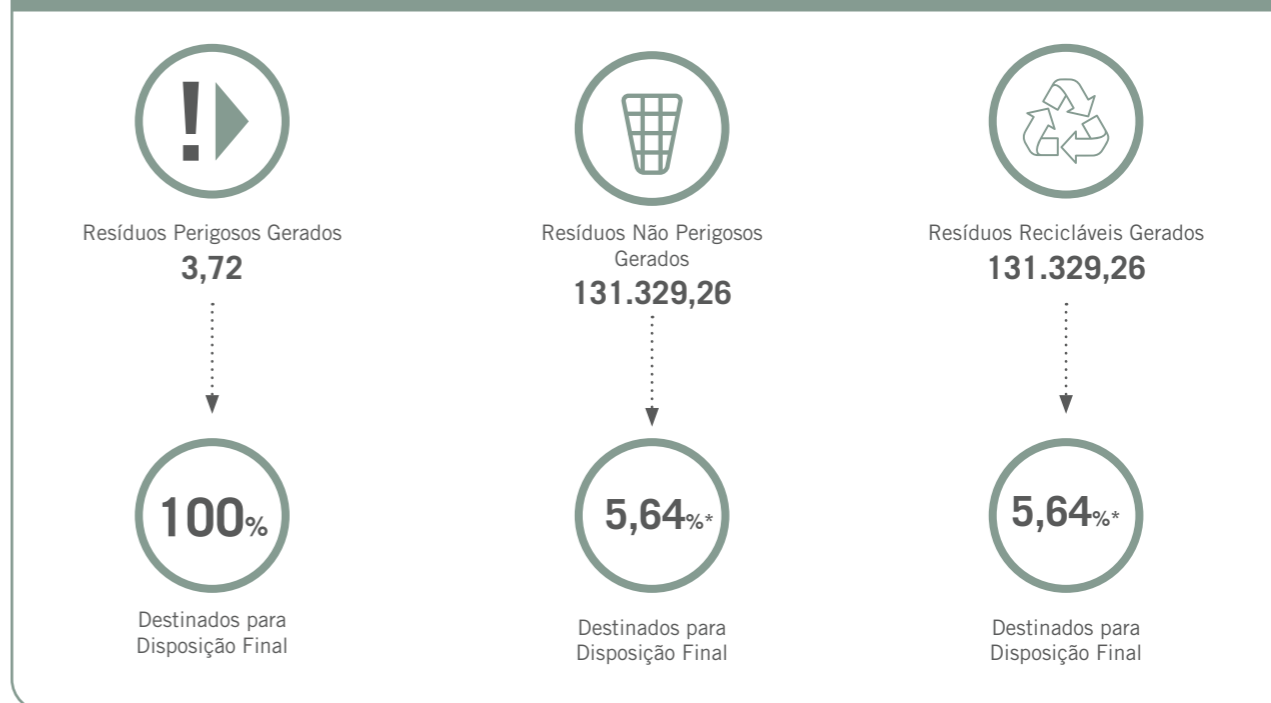 !
Resíduos Perigosos Gerados
3,72
100%
Destinados para
Disposição Final
Resíduos Não Perigosos
Gerados
131.329,26
5,64%*
Destinados para
Disposição Final
Resíduos Recicláveis Gerados
131.329,26
5,64%*
Destinados para
Disposição Final